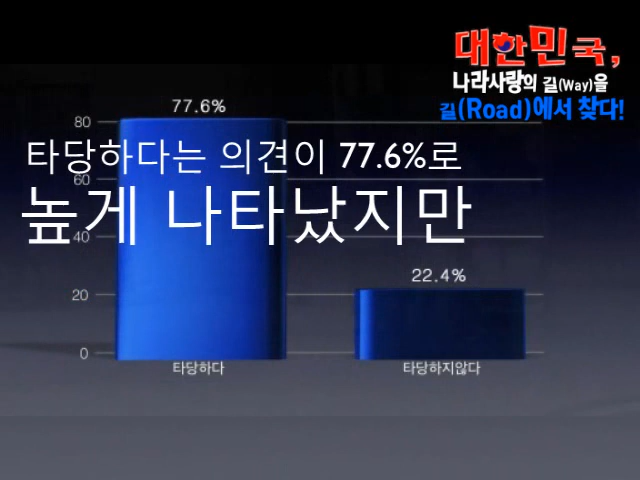 대한민국,
나라사랑의 길(Way)을
길(Road)에서 찾다!
77.6%
80
타당하다는 의견이 77.6%로
60
높게 나타났지만
40
22.4%
20
0
타당하다
타당하지않다